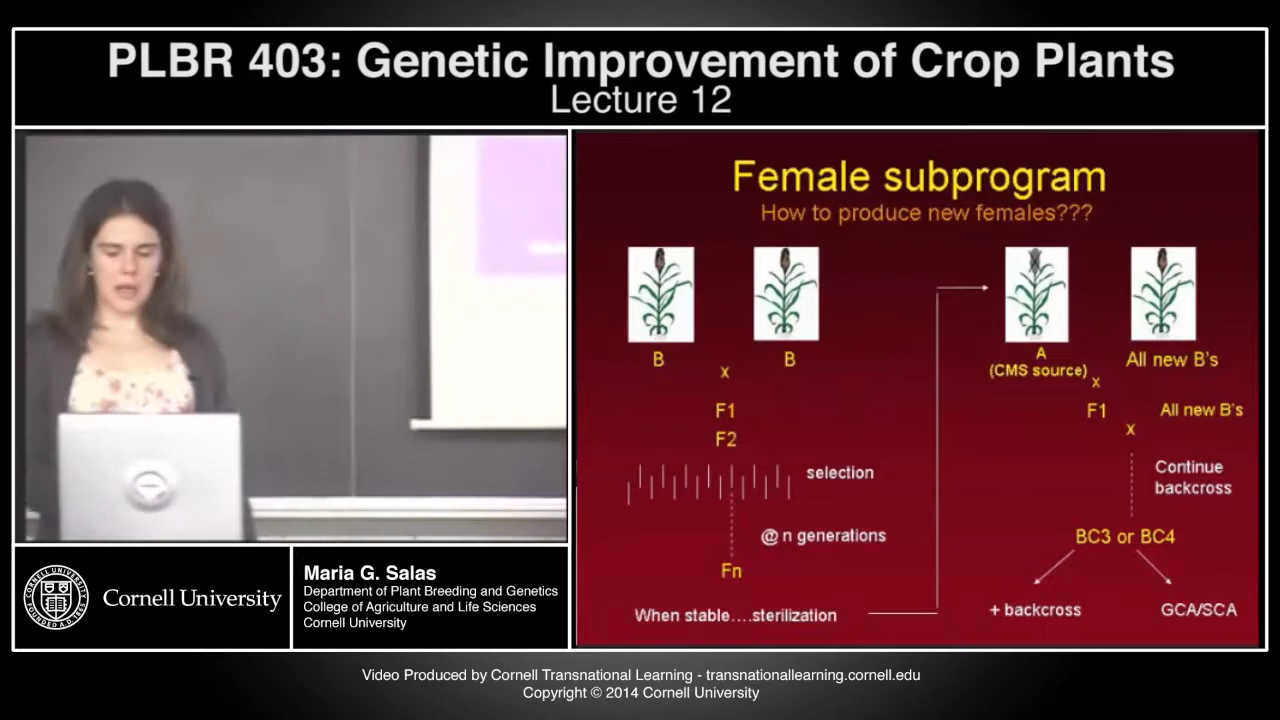 PLBR 403: Genetic Improvement of Crop Plants
Lecture 12
Female subprogram
How to produce new females???
B
B
x
F1
F2
selection
@ n generations
Fn
When stable....sterilization
A
(CMS source)
All new B's
x
F1
All new B's
x
Continue
backcross
BC3 or BC4
+ backcross
GCA/SCA
Cornell University
Maria G. Salas
Department of Plant Breeding and Genetics
College of Agriculture and Life Sciences
Cornell University
Video Produced by Cornell Transnational Learning - transnationallearning.cornell.edu
Copyright © 2014 Cornell University